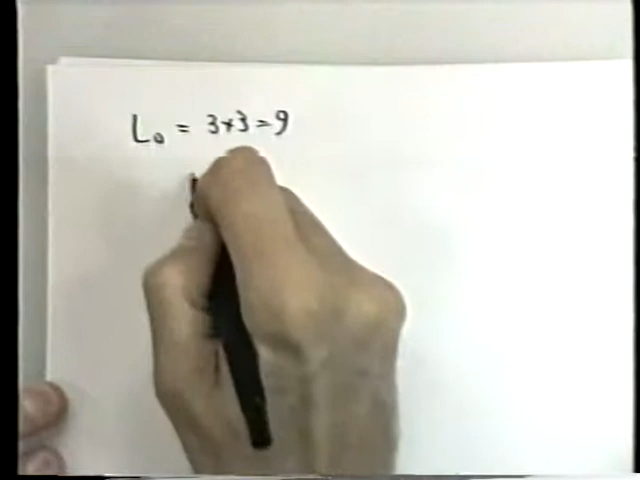 L₀ = 3×3=9